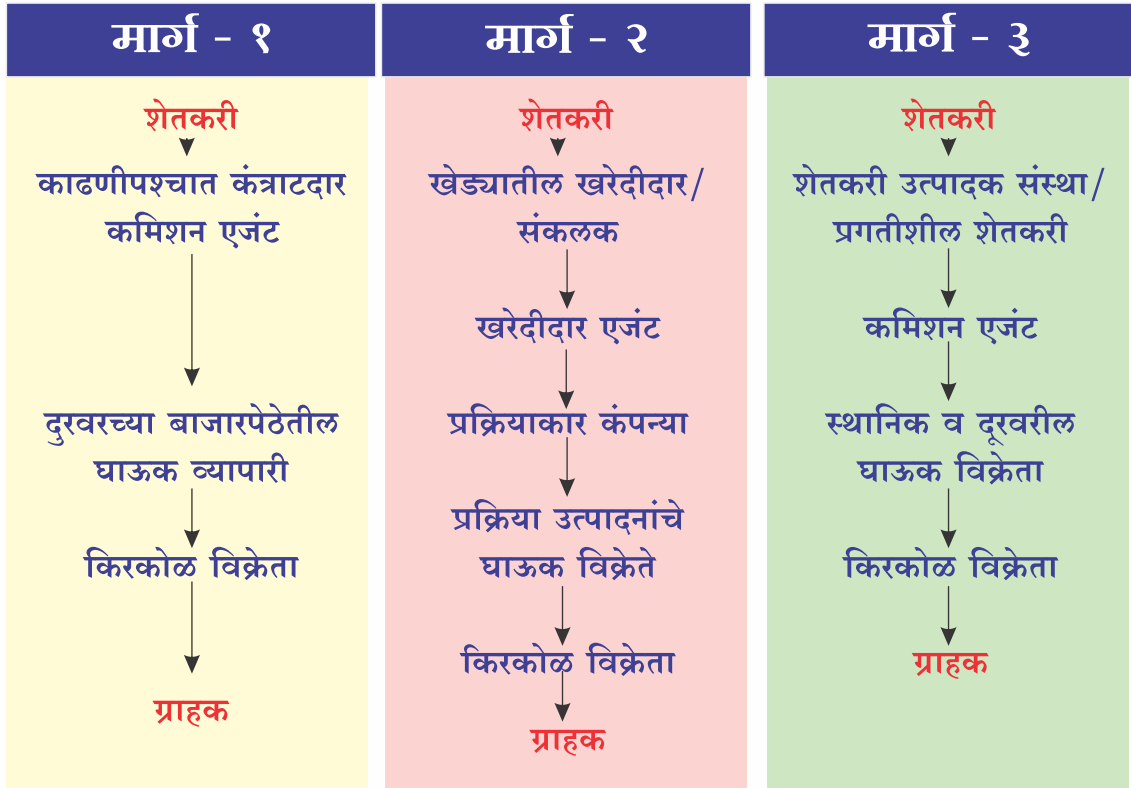 मार्ग - १
शेतकरी
काढणीपश्चात कंत्राटदार
कमिशन एजंट
दुरवरच्या बाजारपेठेतील
घाऊक व्यापारी
किरकोळ विक्रेता
ग्राहक
मार्ग - २
शेतकरी
खेड्यातील खरेदीदार/
संकलक
खरेदीदार एजंट
प्रक्रियाकार कंपन्या
प्रक्रिया उत्पादनांचे
घाऊक विक्रेते
किरकोळ विक्रेता
ग्राहक
मार्ग - ३
शेतकरी
शेतकरी उत्पादक संस्था/
प्रगतीशील शेतकरी
कमिशन एजंट
स्थानिक व दूरवरील
घाऊक विक्रेता
किरकोळ विक्रेता
ग्राहक